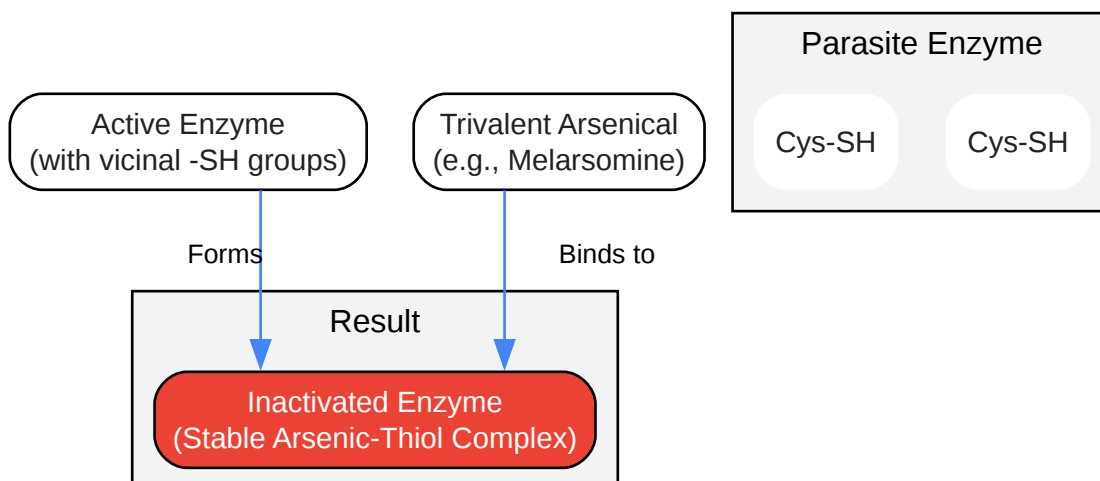 Parasite Enzyme
Cys-SH
Cys-SH
Active Enzyme
(with vicinal -SH groups)
Trivalent Arsenical
(e.g., Melarsomine)
Forms
Binds to
Result
Inactivated Enzyme
(Stable Arsenic-Thiol Complex)